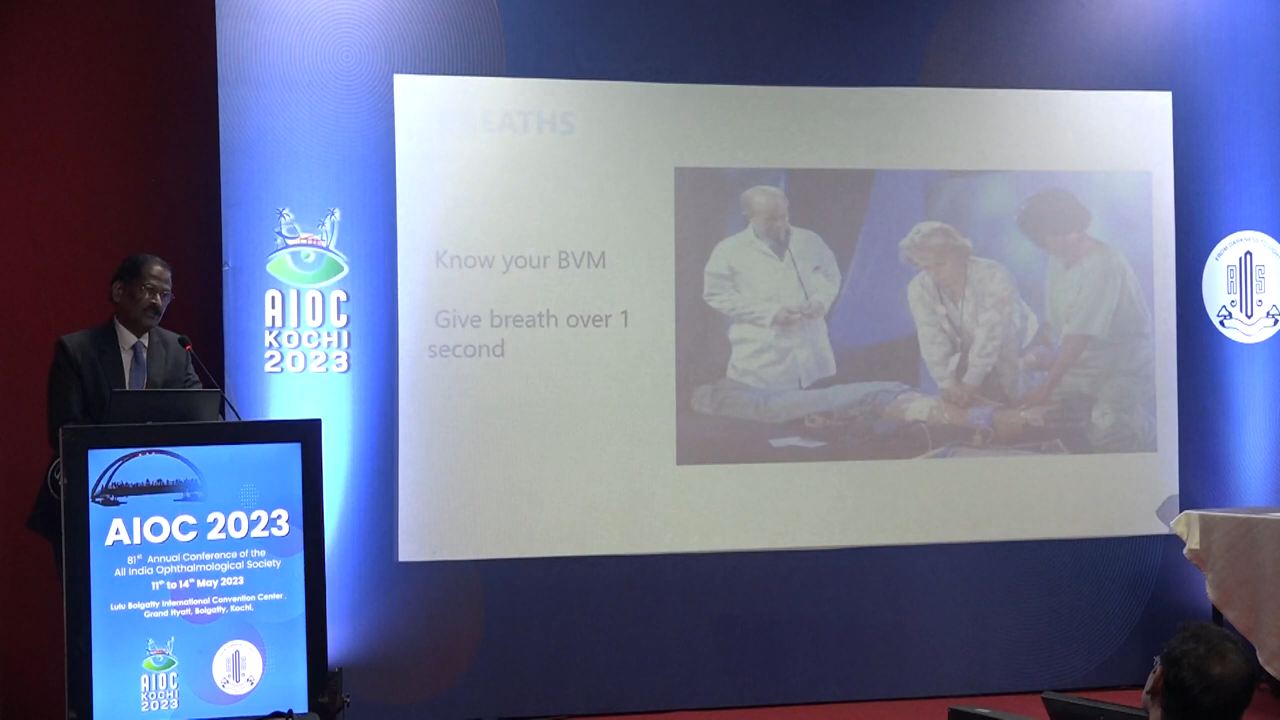 Know your BVM
Give breath over 1
second
AIOC
KOCHI
2023
AIOC 2023
81st Annual Conference of the
All India Ophthalmological Society
11th to 14th May 2023
Lulu Bolgatty International Convention Center .
Grand Hyatt, Bolgatty, Kochi.
AIOC
KOCHI
2023